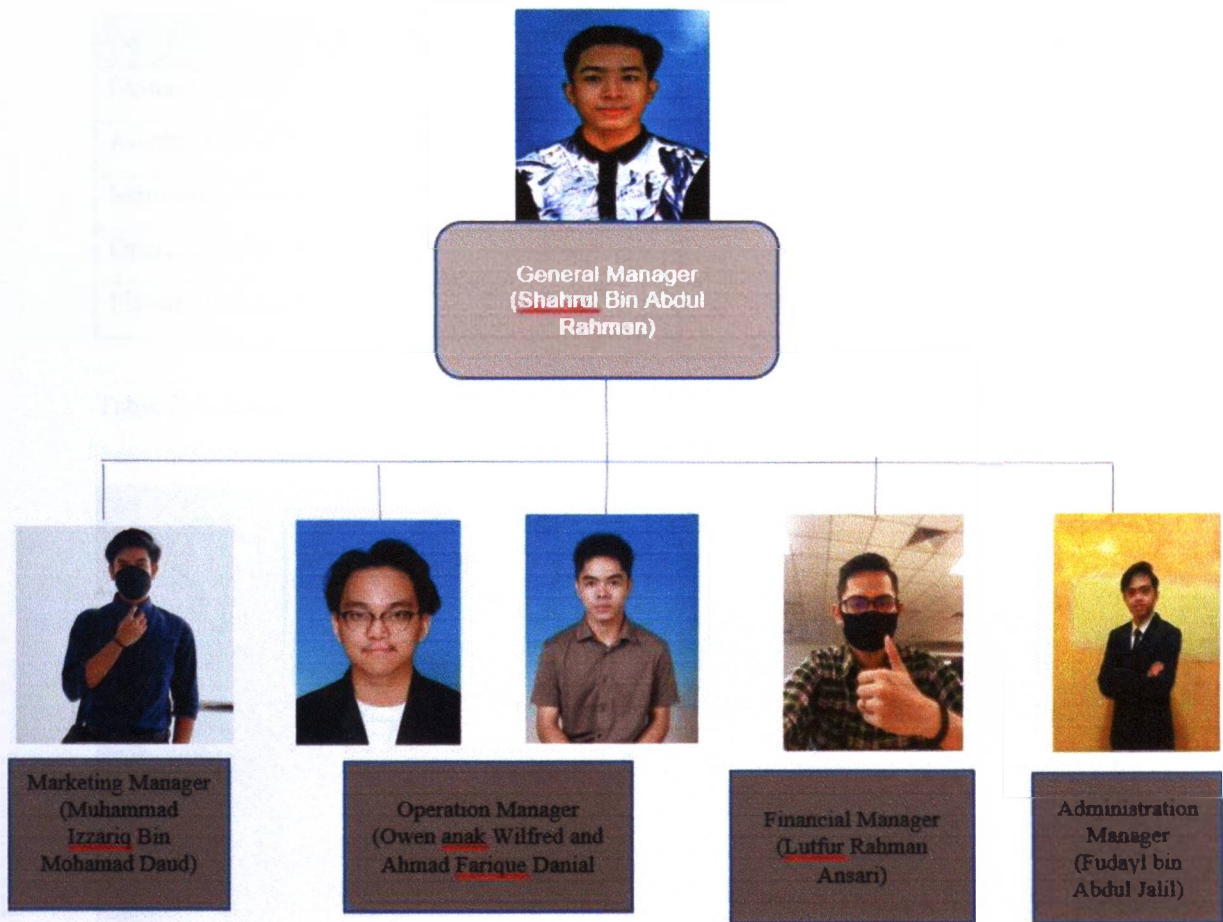 General Manager
(Shahrul Bin Abdul
Rahman)
Marketing Manager
(Muhammad
Izzariq Bin
Mohamad Daud)
Operation Manager
(Owen anak Wilfred and
Ahmad Farique Danial
Financial Manager
(Lutfur Rahman
Ansari)
Administration
Manager
(Fudayl bin
Abdul Jalil)